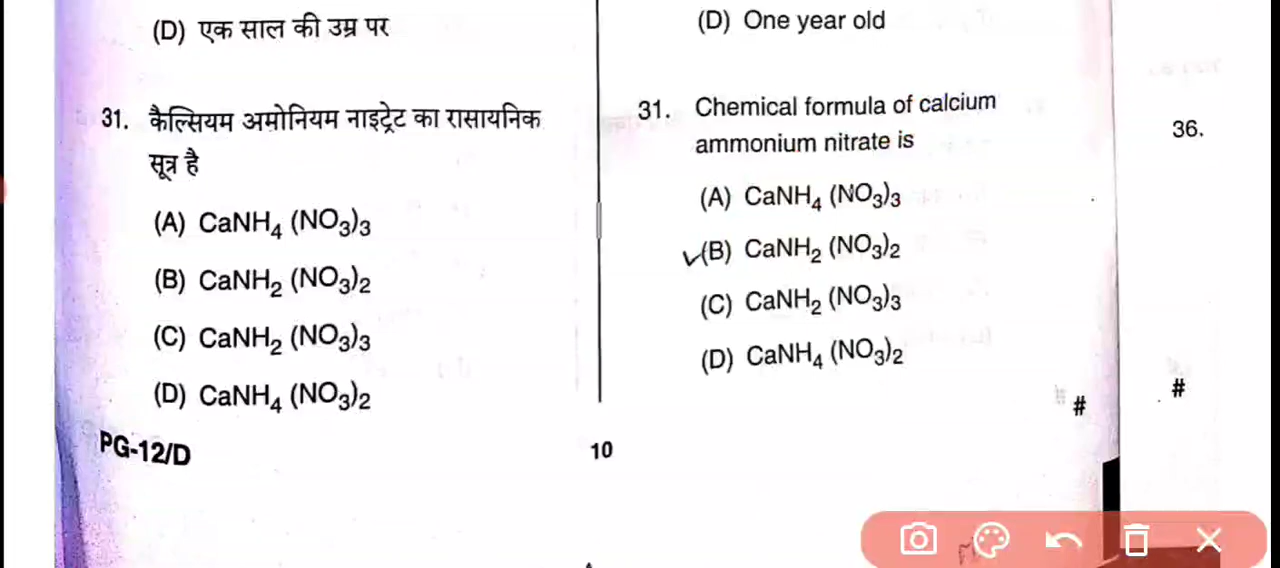 (D) एक साल की उम्र पर
31. कैल्सियम अमोनियम नाइट्रेट का रासायनिक
सूत्र है
(A) CaNH₄ (NO₃)₃
(B) CaNH₂ (NO₃)₂
(C) CaNH₂ (NO₃)₃
(D) CaNH₄ (NO₃)₂
PG-12/D
10
(D) One year old
31. Chemical formula of calcium
ammonium nitrate is
(A) CaNH₄ (NO₃)₃
(B) CaNH₂ (NO₃)₂
(C) CaNH₂ (NO₃)₃
(D) CaNH₄ (NO₃)₂
#
36.
#